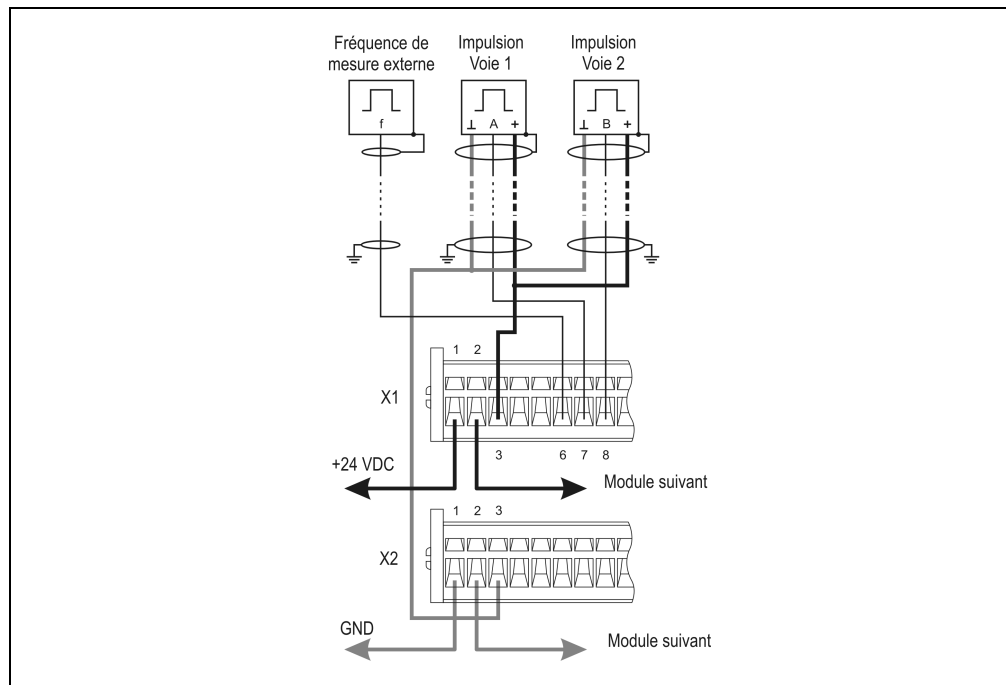 Fréquence de
mesure externe
Impulsion
Voie 1
Impulsion
Voie 2
f
⊥ A +
⊥ B +
1 2
X1
3 6 7 8
+24 VDC
Module suivant
1 2 3
X2
GND
Module suivant